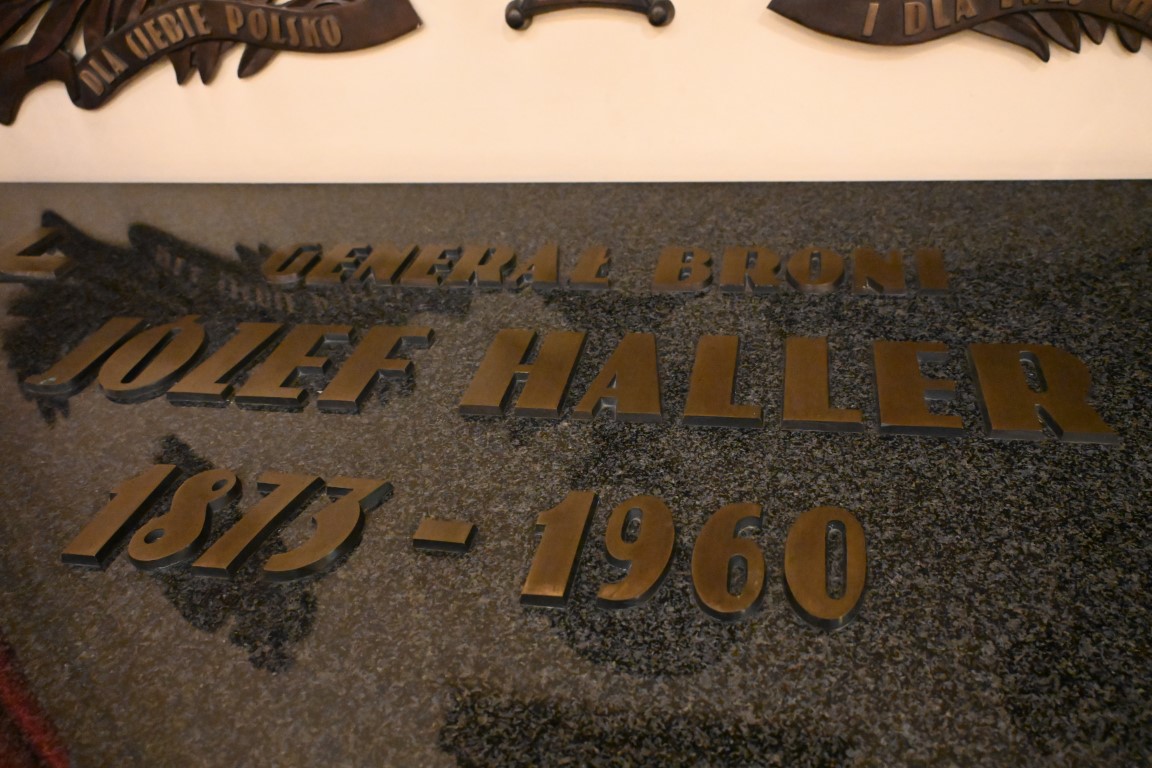 DLA CIEBIE POLSKO
I DLA
GENERAŁ BRONI
JÓZEF HALLER
1873 - 1960